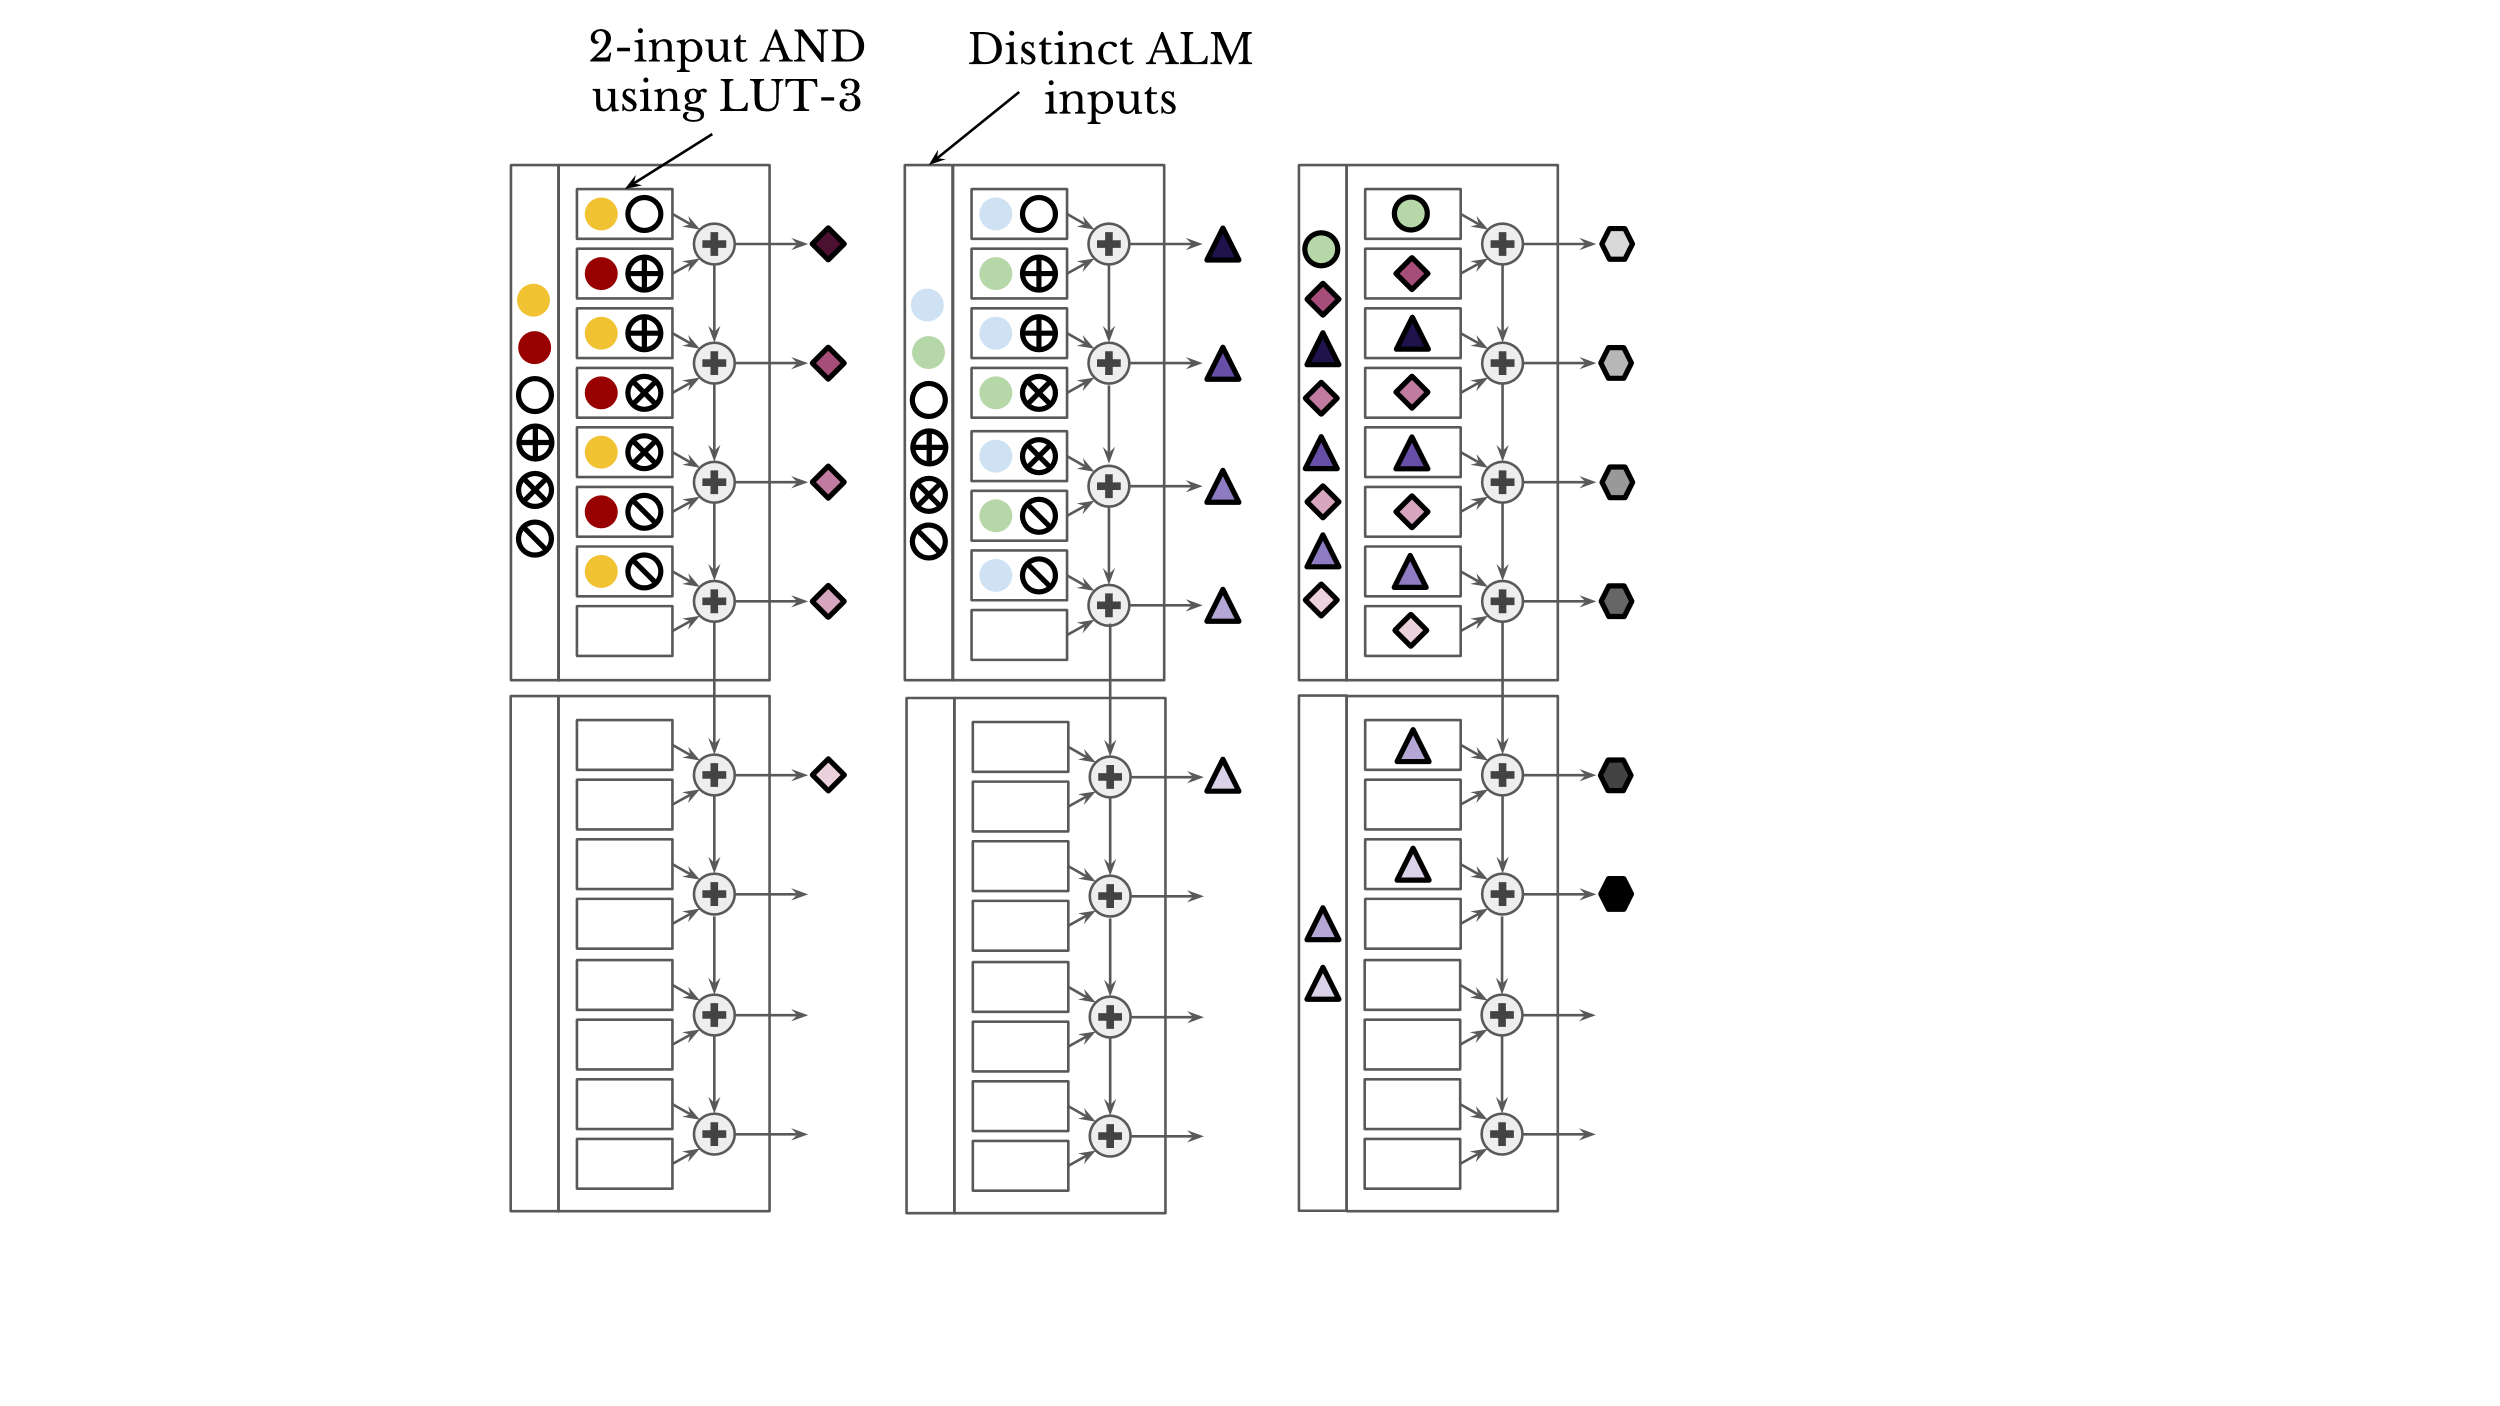 2-input AND
using LUT-3
Distinct ALM
inputs